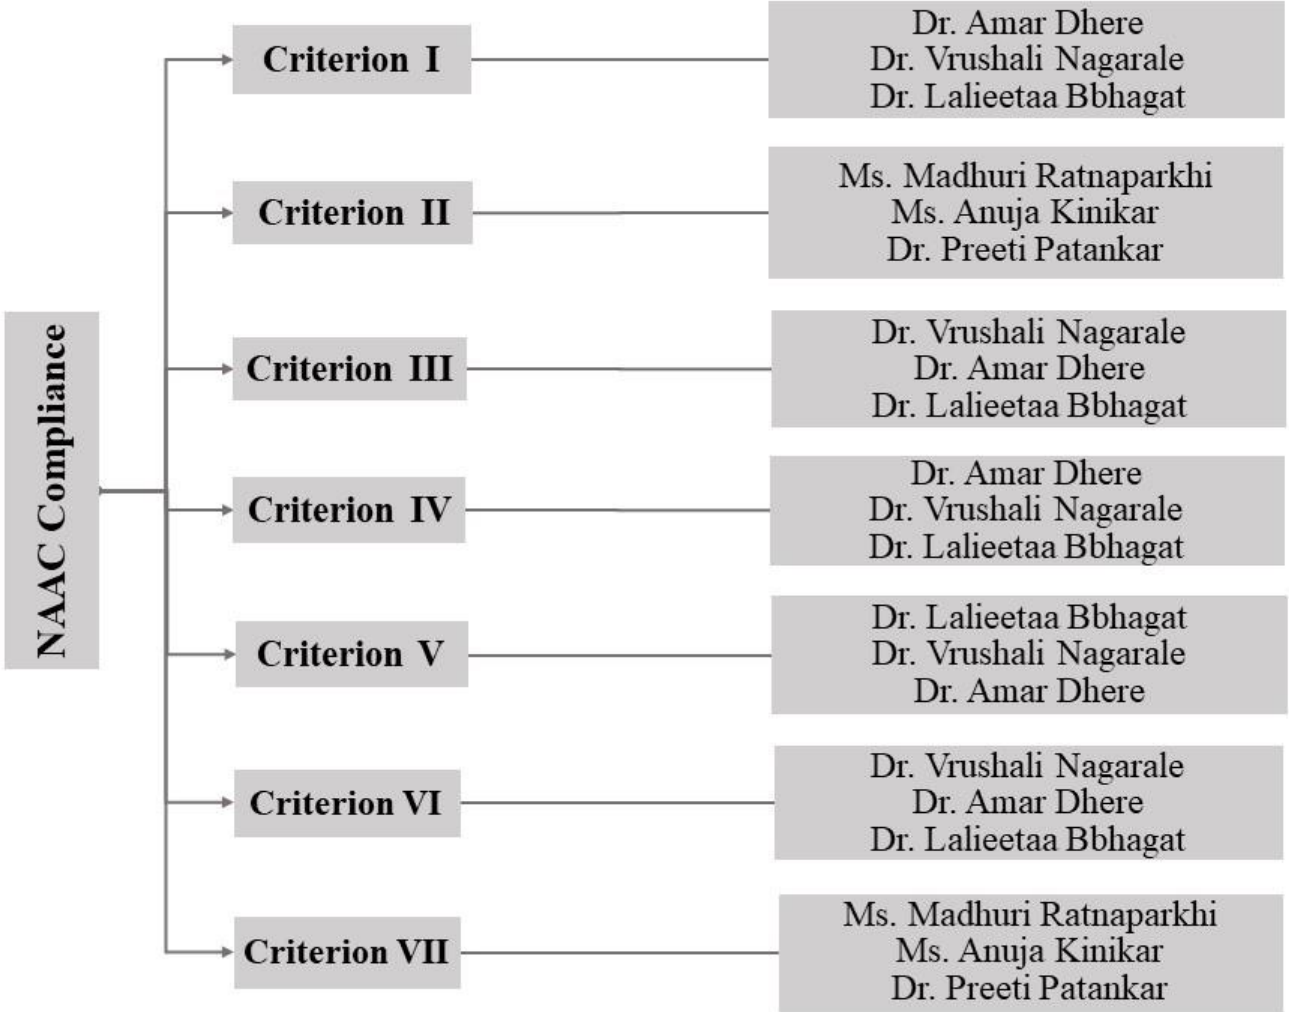 NAAC Compliance
Criterion I
Dr. Amar Dhere
Dr. Vrushali Nagarale
Dr. Lalieetaa Bbhagat
Criterion II
Ms. Madhuri Ratnaparkhi
Ms. Anuja Kinikar
Dr. Preeti Patankar
Criterion III
Dr. Vrushali Nagarale
Dr. Amar Dhere
Dr. Lalieetaa Bbhagat
Criterion IV
Dr. Amar Dhere
Dr. Vrushali Nagarale
Dr. Lalieetaa Bbhagat
Criterion V
Dr. Lalieetaa Bbhagat
Dr. Vrushali Nagarale
Dr. Amar Dhere
Criterion VI
Dr. Vrushali Nagarale
Dr. Amar Dhere
Dr. Lalieetaa Bbhagat
Criterion VII
Ms. Madhuri Ratnaparkhi
Ms. Anuja Kinikar
Dr. Preeti Patankar